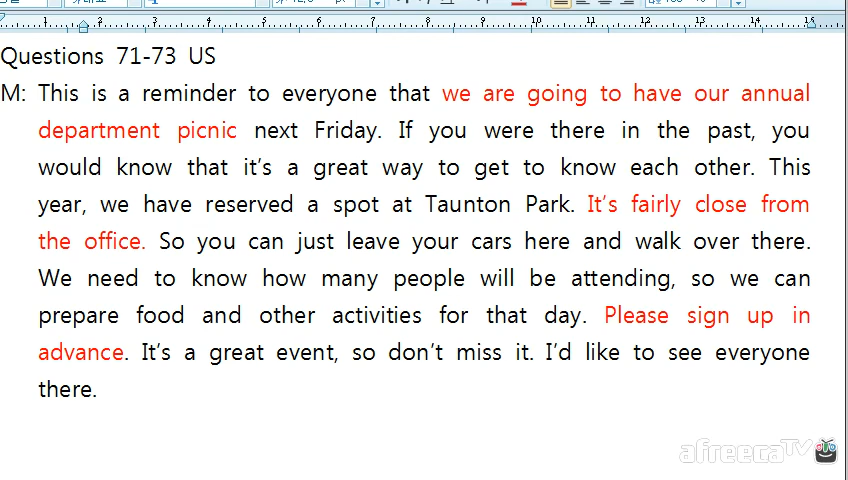 Questions 71-73 US
M: This is a reminder to everyone that we are going to have our annual
department picnic next Friday. If you were there in the past, you
would know that it's a great way to get to know each other. This
year, we have reserved a spot at Taunton Park. It's fairly close from
the office. So you can just leave your cars here and walk over there.
We need to know how many people will be attending, so we can
prepare food and other activities for that day. Please sign up in
advance. It's a great event, so don't miss it. I'd like to see everyone
there.
afreecaTV